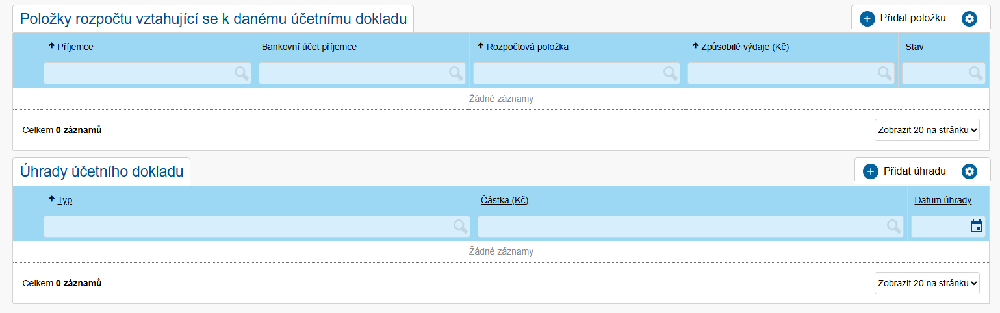 Položky rozpočtu vztahující se k danému účetnímu dokladu
Přidat položku
Příjemce Bankovní účet příjemce Rozpočtová položka Způsobilé výdaje (Kč) Stav
Žádné záznamy
Celkem 0 záznamů Zobrazit 20 na stránku
Úhrady účetního dokladu
Přidat úhradu
Typ Částka (Kč) Datum úhrady
Žádné záznamy
Celkem 0 záznamů Zobrazit 20 na stránku